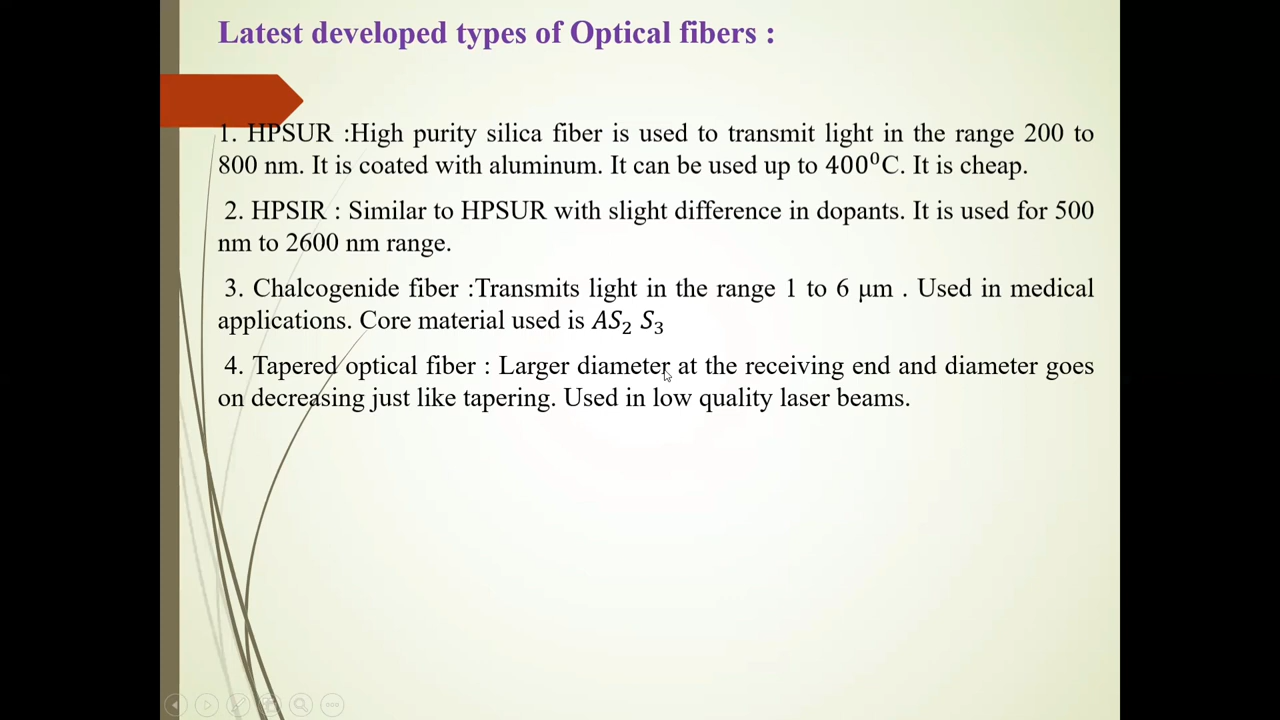 Latest developed types of Optical fibers :
1. HPSUR :High purity silica fiber is used to transmit light in the range 200 to
800 nm. It is coated with aluminum. It can be used up to 400⁰C. It is cheap.
2. HPSIR : Similar to HPSUR with slight difference in dopants. It is used for 500
nm to 2600 nm range.
3. Chalcogenide fiber :Transmits light in the range 1 to 6 μm . Used in medical
applications. Core material used is AS₂ S₃
4. Tapered optical fiber : Larger diameter at the receiving end and diameter goes
on decreasing just like tapering. Used in low quality laser beams.